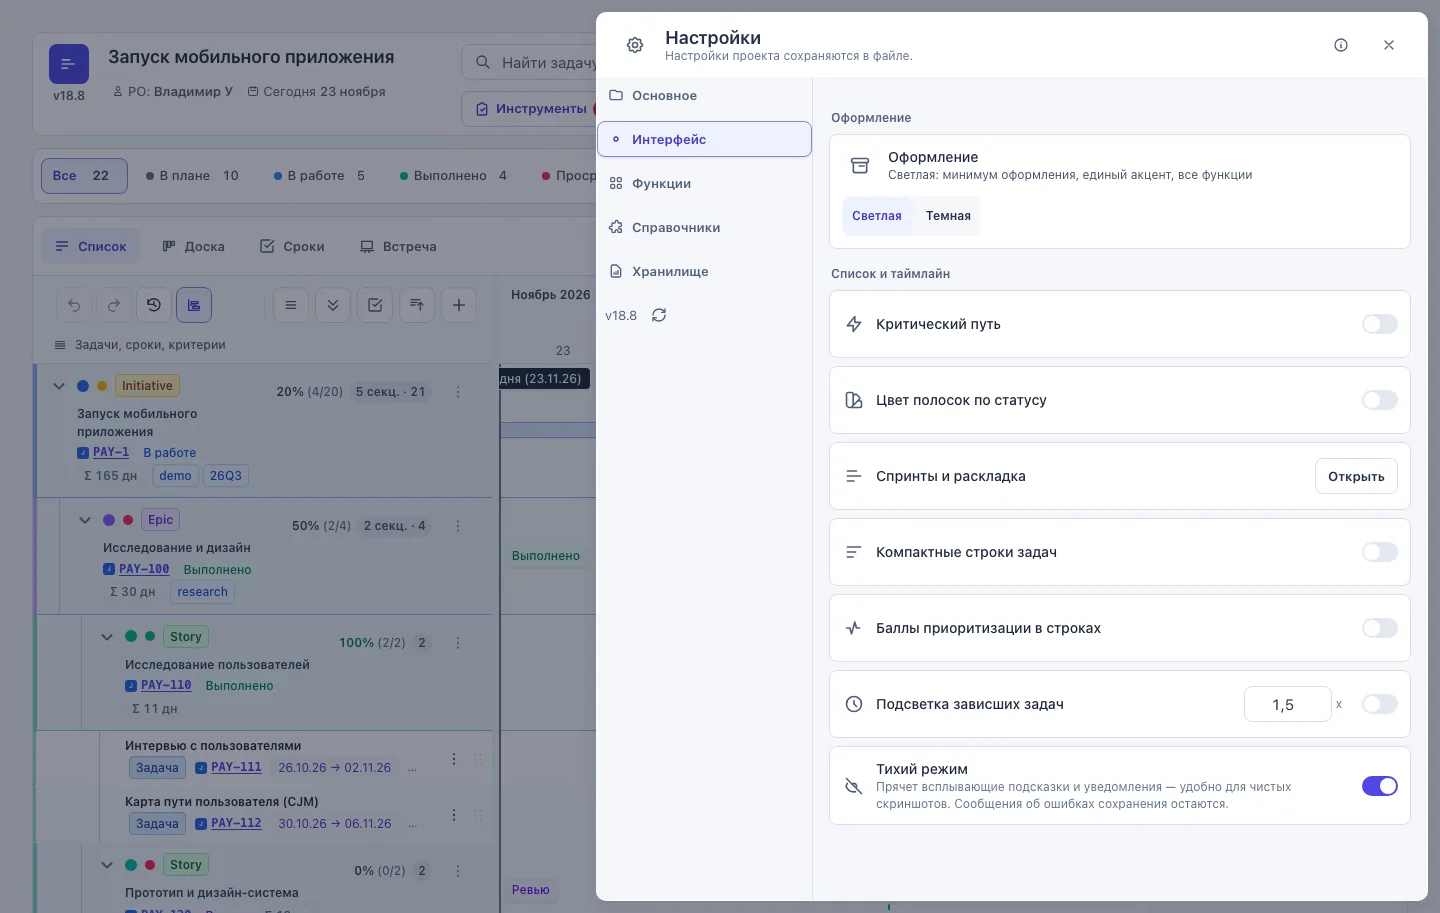 Запуск мобильного приложения
v18.8
PO: Владимир У
Сегодня 23 ноября
Найти задачу
Инструменты
Все 22
В плане 10
В работе 5
Выполнено 4
Проср
Список
Доска
Сроки
Встреча
Ноябрь 2026
Задачи, сроки, критерии
23
дня (23.11.26)
Initiative
20% (4/20)
5 секц. · 21
Запуск мобильного
приложения
PAY-1
В работе
Σ 165 дн
demo
26Q3
Epic
50% (2/4)
2 секц. · 4
Исследование и дизайн
PAY-100
Выполнено
Σ 30 дн
research
Выполнено
Story
100% (2/2)
2
Исследование пользователей
PAY-110
Выполнено
Σ 11 дн
Интервью с пользователями
Задача
PAY-111
26.10.26 → 02.11.26
...
Карта пути пользователя (CJM)
Задача
PAY-112
30.10.26 → 06.11.26
...
Story
0% (0/2)
2
Прототип и дизайн-система
Ревью
Настройки
Настройки проекта сохраняются в файле.
Основное
Интерфейс
Функции
Справочники
Хранилище
v18.8
Оформление
Оформление
Светлая: минимум оформления, единый акцент, все функции
Светлая
Темная
Список и таймлайн
Критический путь
Цвет полосок по статусу
Спринты и раскладка
Открыть
Компактные строки задач
Баллы приоритизации в строках
Подсветка зависших задач
1,5
x
Тихий режим
Прячет всплывающие подсказки и уведомления — удобно для чистых
скриншотов. Сообщения об ошибках сохранения остаются.